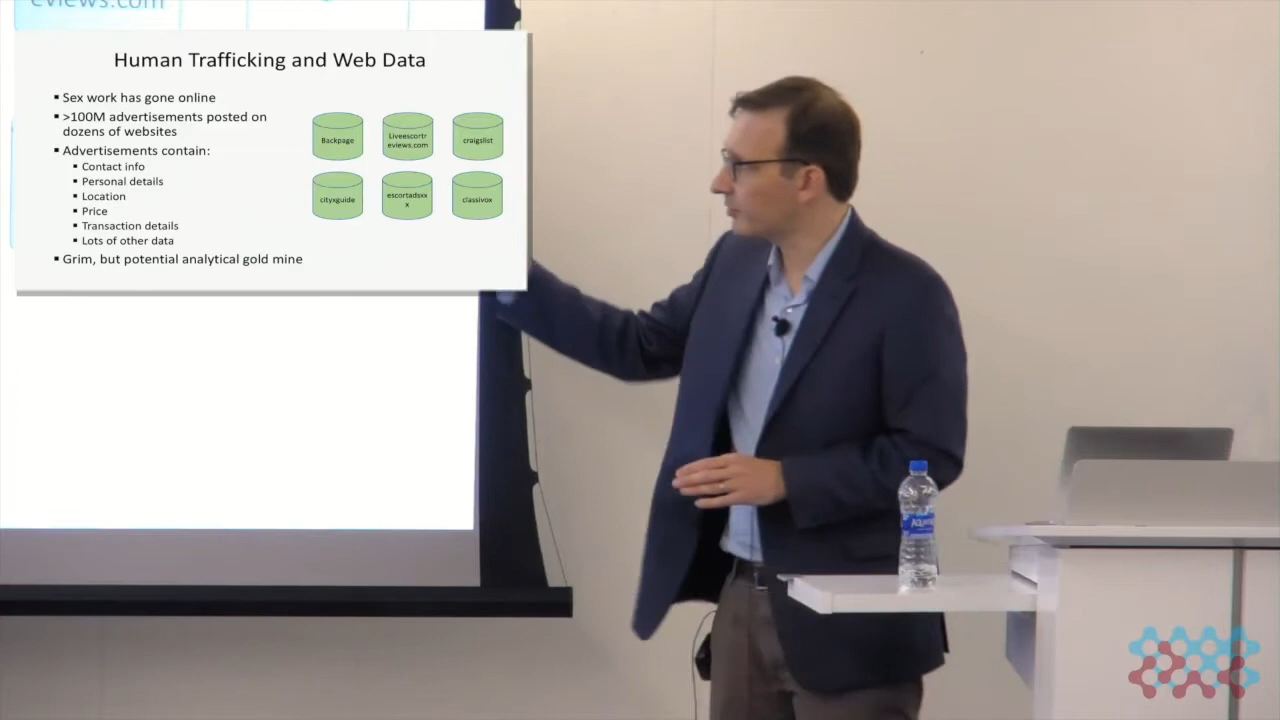 eviews.com
Human Trafficking and Web Data
▪ Sex work has gone online
▪ >100M advertisements posted on
dozens of websites
▪ Advertisements contain:
▪ Contact info
▪ Personal details
▪ Location
▪ Price
▪ Transaction details
▪ Lots of other data
▪ Grim, but potential analytical gold mine
Backpage
Liveescortr
eviews.com
craigslist
cityxguide
escortadsxx
x
classivox